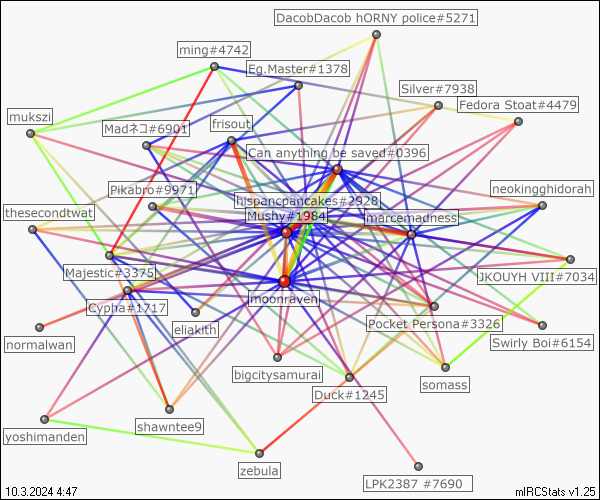 DacobDacob hORNY police#5271
ming#4742
Eg.Master#1378
Silver#7938
Fedora Stoat#4479
mukszi
Madネコ#6901
frisout
Can anything be saved#0396
Pikabro#9971
neokingghidorah
hispancpancakes#2928
thesecondtwat
Mushy#1984
marcemadness
Majestic#3375
JKOUYH VIII#7034
moonraven
Cypha#1717
Pocket Persona#3326
eliakith
normalwan
Swirly Boi#6154
bigcitysamurai
somass
Duck#1245
shawntee9
yoshimanden
zebula
LPK2387 #7690
10.3.2024 4:47
mIRCStats v1.25